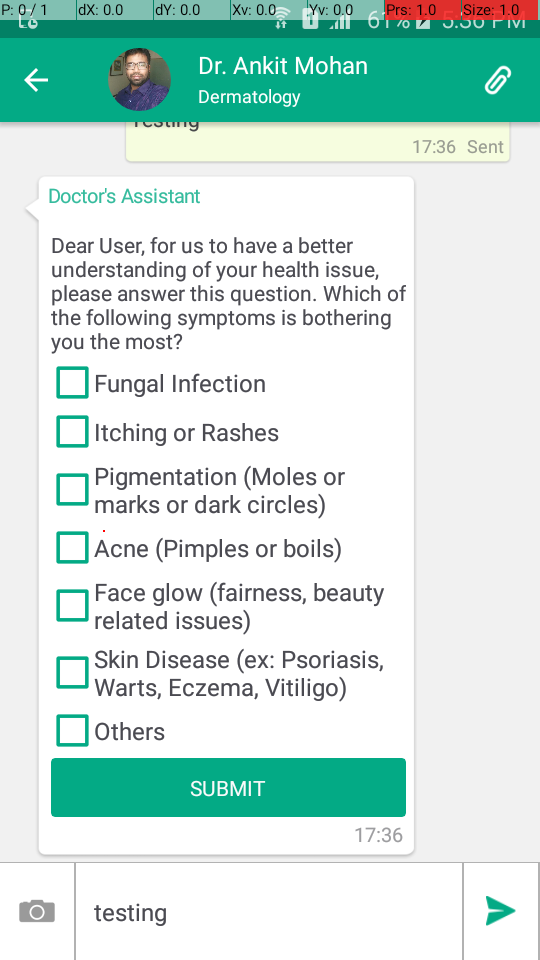 P: 0 / 1 dX: 0.0 dY: 0.0 Xv: 0.0 Yv: 0.0 Prs: 1.0 Size: 1.0
61% 5:36 PM
Dr. Ankit Mohan
Dermatology
Testing
17:36 Sent
Doctor's Assistant
Dear User, for us to have a better
understanding of your health issue,
please answer this question. Which of
the following symptoms is bothering
you the most?
Fungal Infection
Itching or Rashes
Pigmentation (Moles or
marks or dark circles)
Acne (Pimples or boils)
Face glow (fairness, beauty
related issues)
Skin Disease (ex: Psoriasis,
Warts, Eczema, Vitiligo)
Others
SUBMIT
17:36
testing